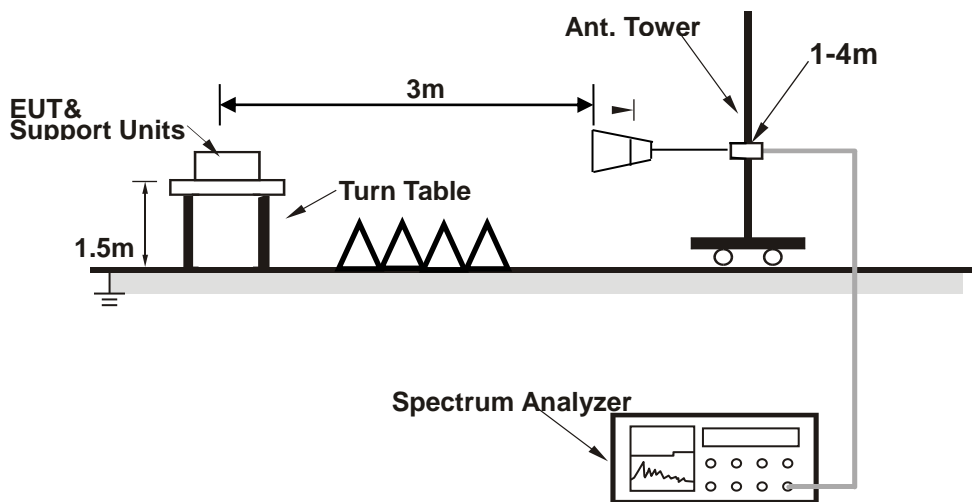 Ant. Tower
1-4m
3m
EUT&
Support Units
Turn Table
1.5m
Spectrum Analyzer